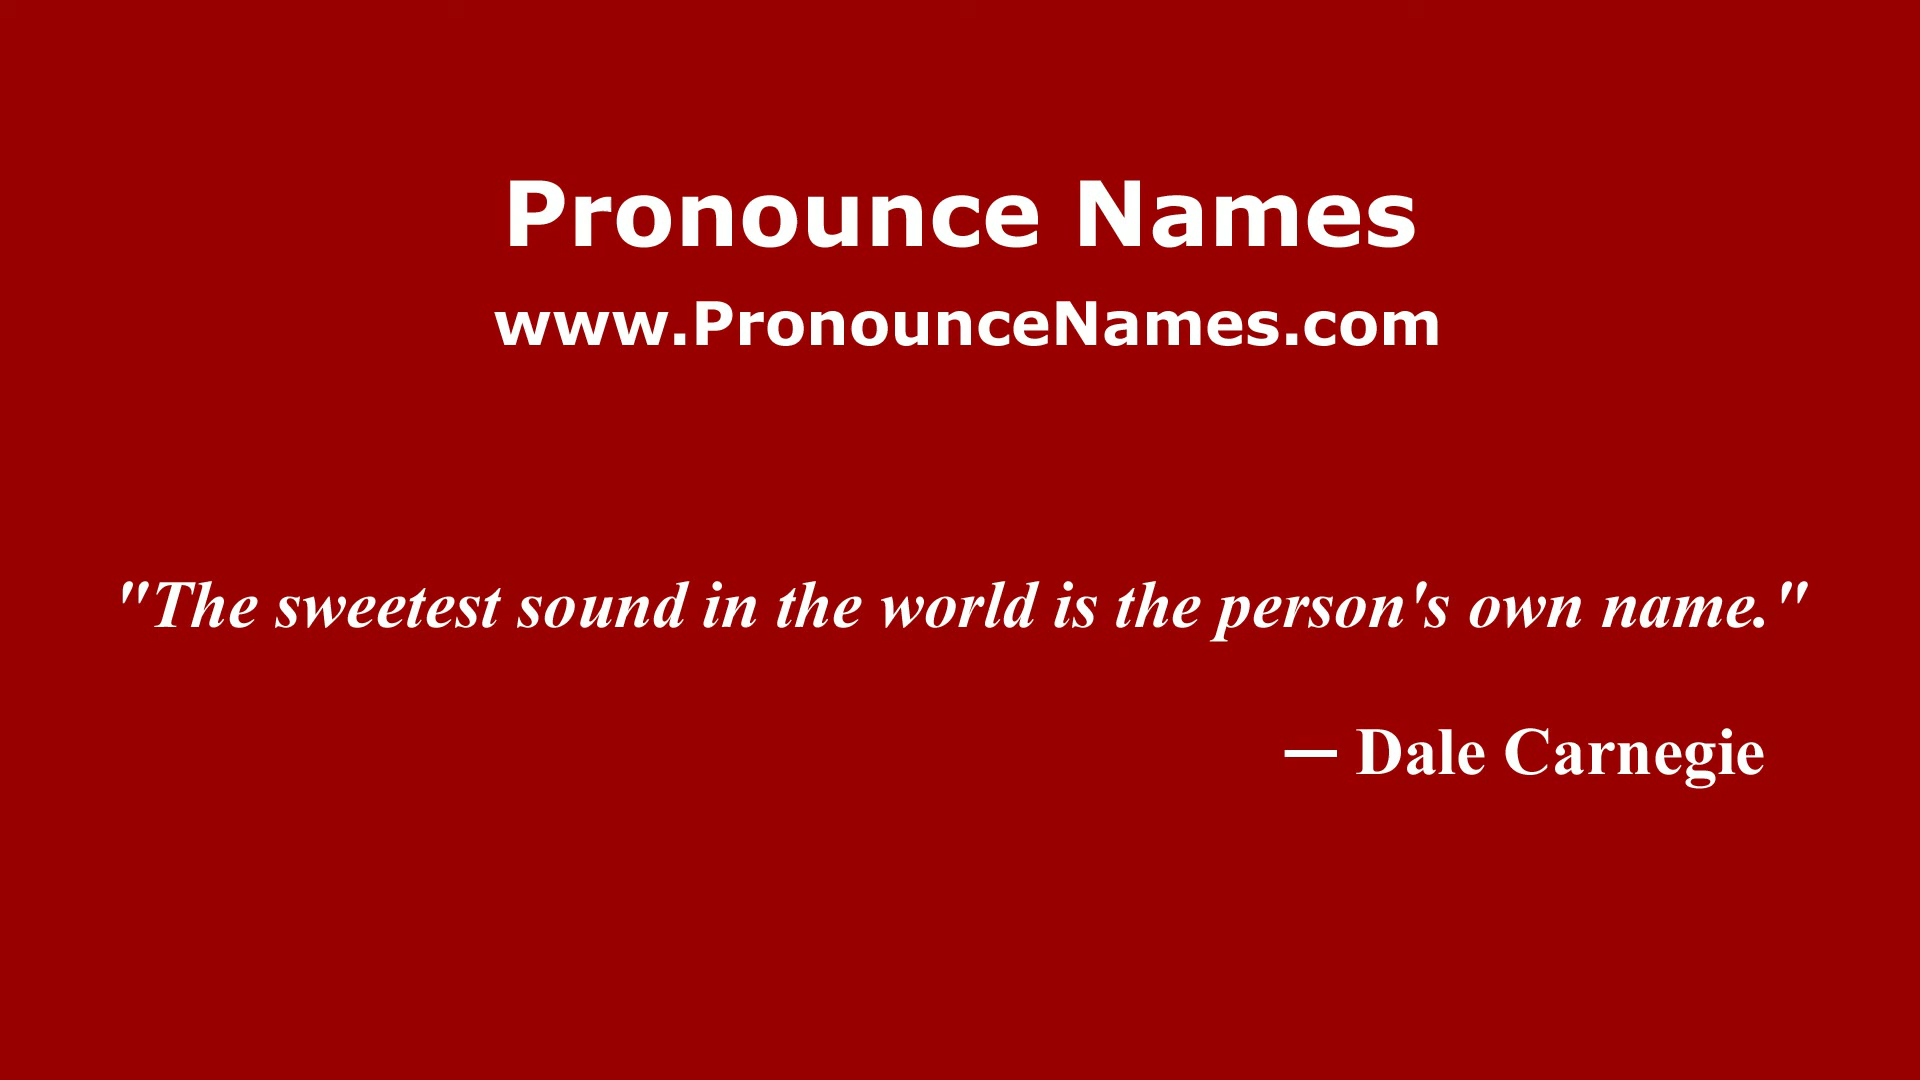 Pronounce Names
www.PronounceNames.com
"The sweetest sound in the world is the person's own name."
— Dale Carnegie